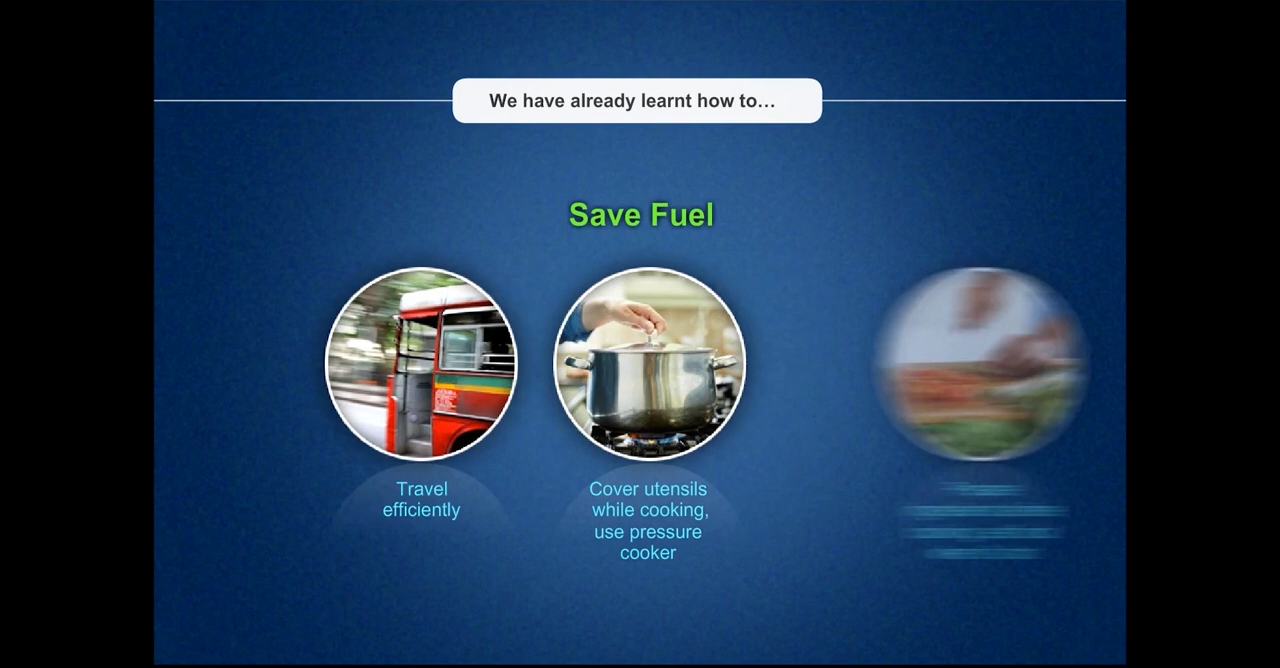 We have already learnt how to...
Save Fuel
Travel
efficiently
Cover utensils
while cooking,
use pressure
cooker